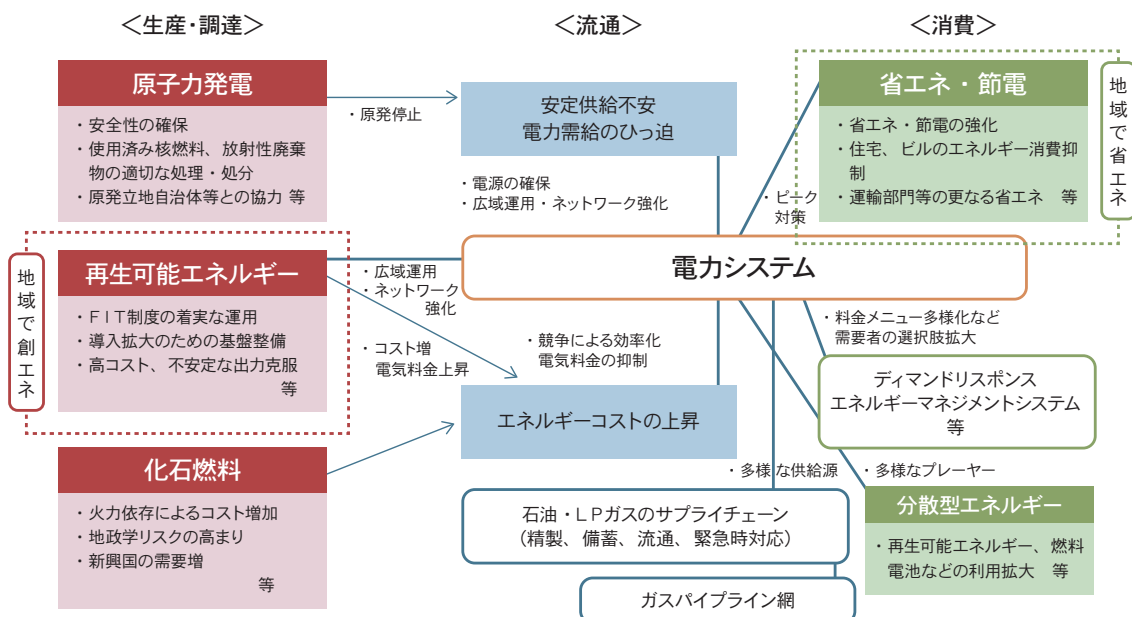 ＜生産・調達＞
＜流通＞
＜消費＞
原子力発電
・安全性の確保
・使用済み核燃料、放射性廃棄
物の適切な処理・処分
・原発立地自治体等との協力 等
・原発停止
安定供給不安
電力需給のひっ迫
・電源の確保
・広域運用・ネットワーク強化
省エネ・節電
・省エネ・節電の強化
・住宅、ビルのエネルギー消費抑
制
・運輸部門等の更なる省エネ　等
地域で省エネ
・ピーク
対策
電力システム
地域で創エネ
再生可能エネルギー
・ＦＩＴ制度の着実な運用
・導入拡大のための基盤整備
・高コスト、不安定な出力克服
等
・広域運用
・ネットワーク
強化
・コスト増
電気料金上昇
・競争による効率化
電気料金の抑制
・料金メニュー多様化など
需要者の選択肢拡大
ディマンドリスポンス
エネルギーマネジメントシステム
等
エネルギーコストの上昇
化石燃料
・火力依存によるコスト増加
・地政学リスクの高まり
・新興国の需要増
等
・多様な供給源
・多様なプレーヤー
石油・ＬＰガスのサプライチェーン
（精製、備蓄、流通、緊急時対応）
ガスパイプライン網
分散型エネルギー
・再生可能エネルギー、燃料
電池などの利用拡大　等